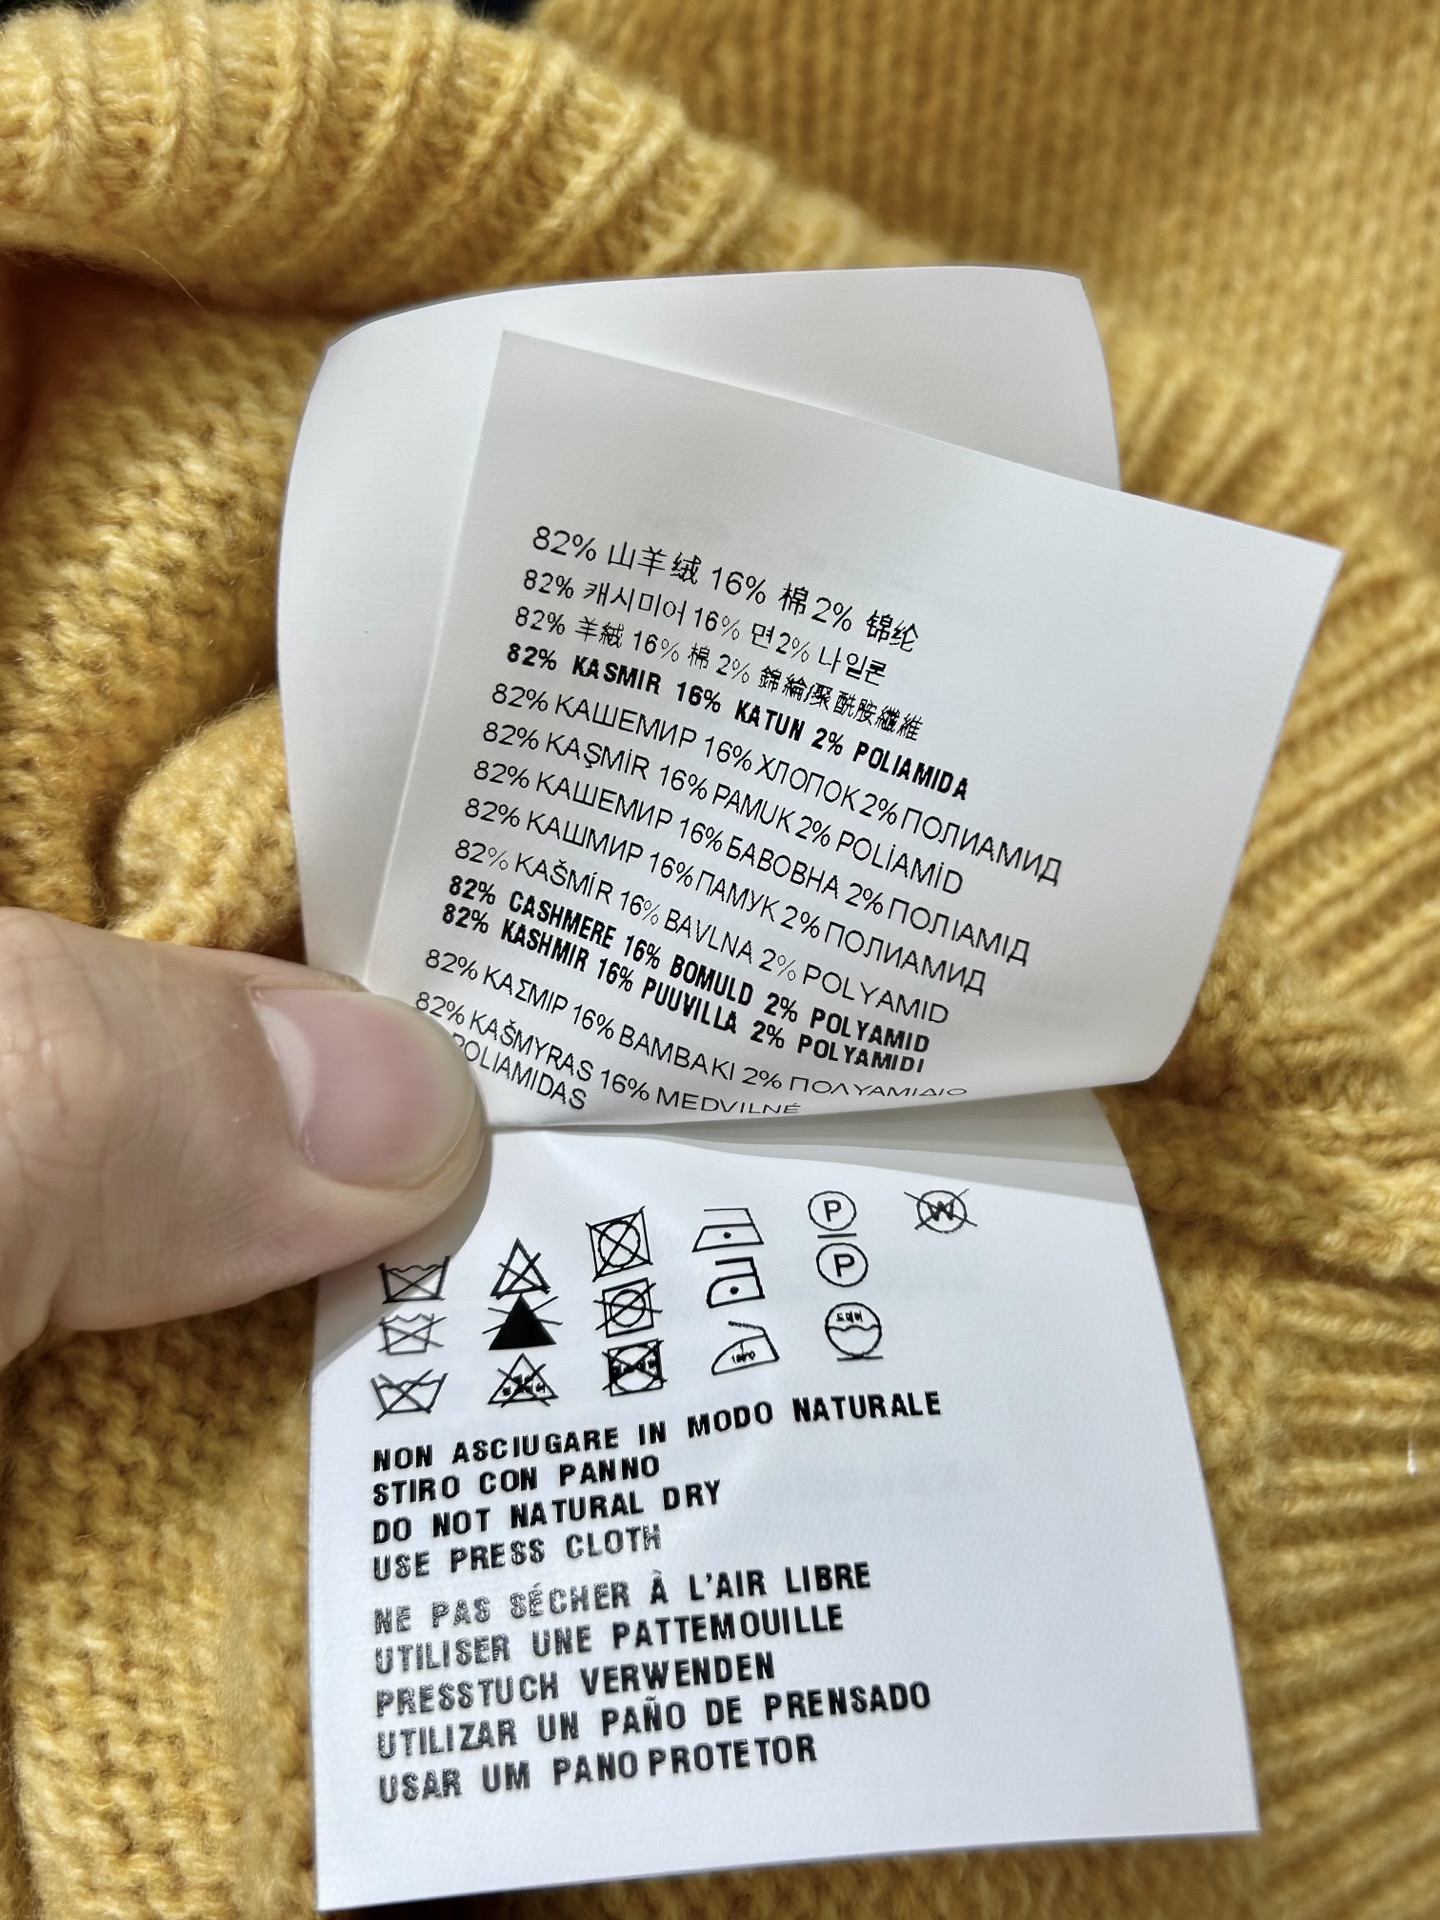 82% 山羊绒 16% 棉 2% 锦纶
82% 캐시미어 16% 면 2% 나일론
82% 羊絨 16% 棉 2% 錦綸/聚酰胺纖維
82% KASMIR 16% KATUN 2% POLIAMIDA
82% КАШЕМИР 16% ХЛОПОК 2% ПОЛИАМИД
82% KAŞMİR 16% PAMUK 2% POLİAMİD
82% КАШЕМИР 16% БАВОВНА 2% ПОЛІАМІД
82% КАШМИР 16% ПАМУК 2% ПОЛИАМИД
82% KAŠMÍR 16% BAVLNA 2% POLYAMID
82% CASHMERE 16% BOMULD 2% POLYAMID
82% KASHMIR 16% PUUVILLA 2% POLYAMIDI
82% ΚΑΣΜΙΡ 16% ΒΑΜΒΑΚΙ 2% ΠΟΛΥΑΜΙΔΙΟ
82% KAŠMYRAS 16% MEDVILNĖ
POLIAMIDAS
P W
P
드라이
NON ASCIUGARE IN MODO NATURALE
STIRO CON PANNO
DO NOT NATURAL DRY
USE PRESS CLOTH
NE PAS SÉCHER À L'AIR LIBRE
UTILISER UNE PATTEMOUILLE
PRESSTUCH VERWENDEN
UTILIZAR UN PAÑO DE PRENSADO
USAR UM PANO PROTETOR